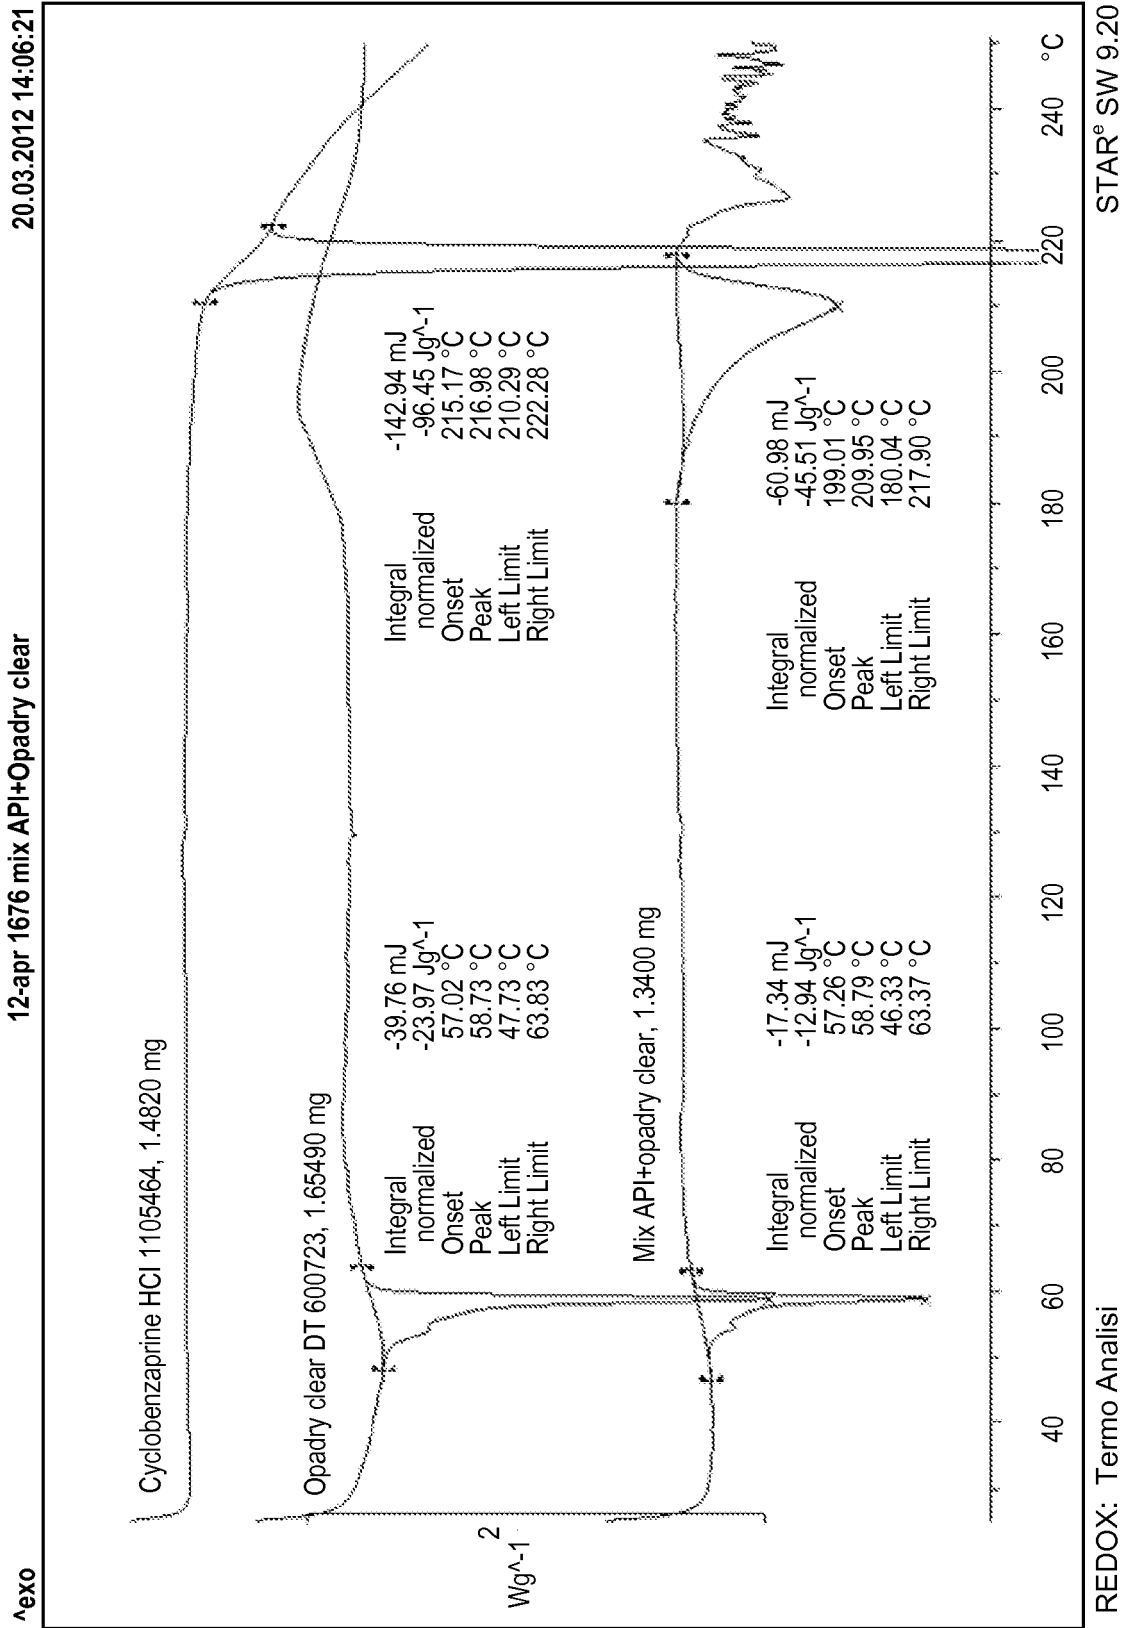 ^exo
12-apr 1676 mix API+Opadry clear
20.03.2012 14:06:21
Cyclobenzaprine HCl 1105464, 1.4820 mg
Opadry clear DT 600723, 1.65490 mg
Integral -142.94 mJ
normalized -96.45 Jg^-1
Onset 215.17 °C
Peak 216.98 °C
Left Limit 210.29 °C
Right Limit 222.28 °C
Integral -39.76 mJ
normalized -23.97 Jg^-1
Onset 57.02 °C
Peak 58.73 °C
Left Limit 47.73 °C
Right Limit 63.83 °C
2
Wg^-1
Mix API+opadry clear, 1.3400 mg
Integral -17.34 mJ
normalized -12.94 Jg^-1
Onset 57.26 °C
Peak 58.79 °C
Left Limit 46.33 °C
Right Limit 63.37 °C
Integral -60.98 mJ
normalized -45.51 Jg^-1
Onset 199.01 °C
Peak 209.95 °C
Left Limit 180.04 °C
Right Limit 217.90 °C
40 60 80 100 120 140 160 180 200 220 240 °C
REDOX: Termo Analisi
STARᵉ SW 9.20